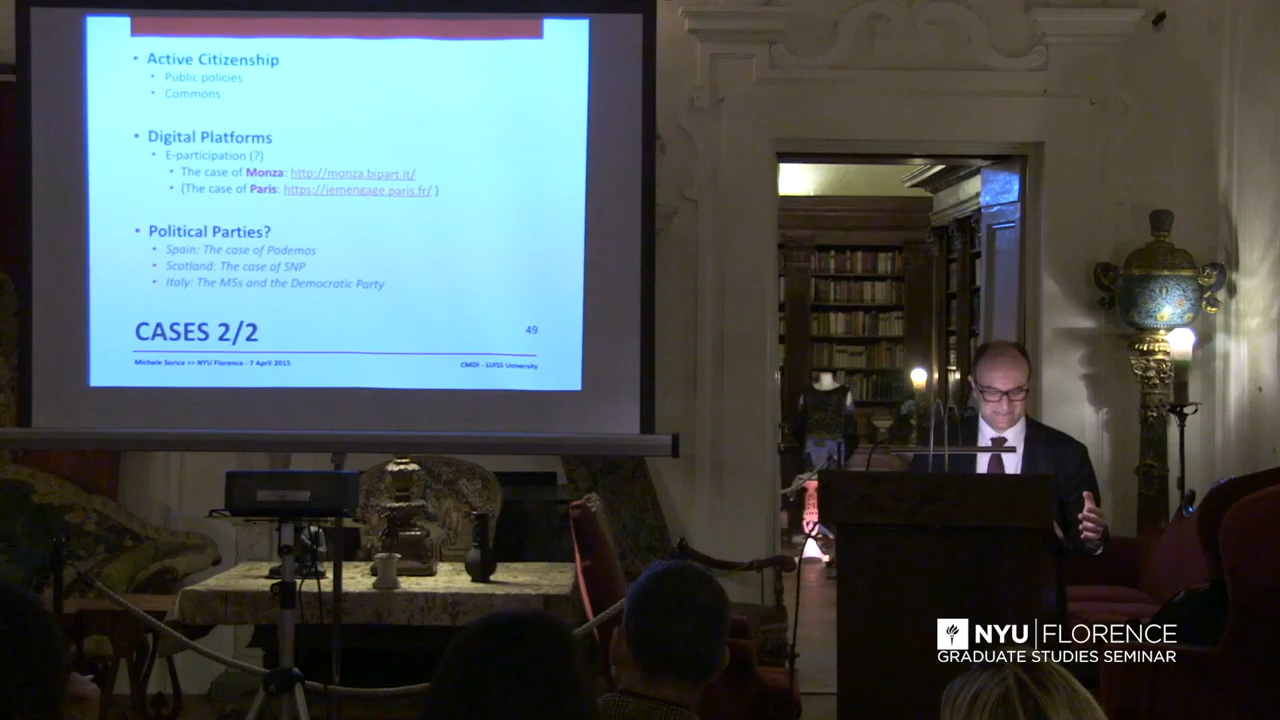 • Active Citizenship
• Public policies
• Commons
• Digital Platforms
• E-participation (?)
• The case of Monza: http://monza.bipart.it/
• (The case of Paris: https://jemengage.paris.fr/ )
• Political Parties?
• Spain: The case of Podemos
• Scotland: The case of SNP
• Italy: The M5s and the Democratic Party
CASES 2/2
49
Michele Sorice >> NYU Florence - 7 April 2015
CMDI - LUISS University
NYU FLORENCE
GRADUATE STUDIES SEMINAR